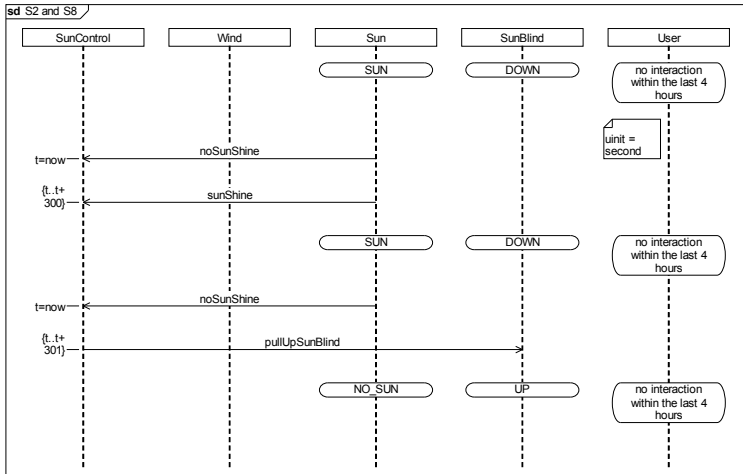 sd S2 and S8
SunControl
Wind
Sun
SunBlind
User
SUN
DOWN
no interaction
within the last 4
hours
uinit =
second
noSunShine
t=now
{t..t+
300}
sunShine
SUN
DOWN
no interaction
within the last 4
hours
noSunShine
t=now
{t..t+
301}
pullUpSunBlind
NO_SUN
UP
no interaction
within the last 4
hours